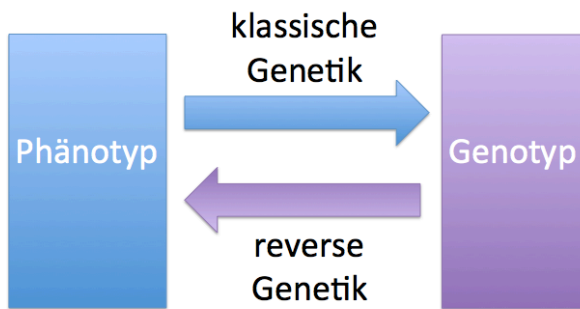 klassische
Genetik
Phänotyp
Genotyp
reverse
Genetik